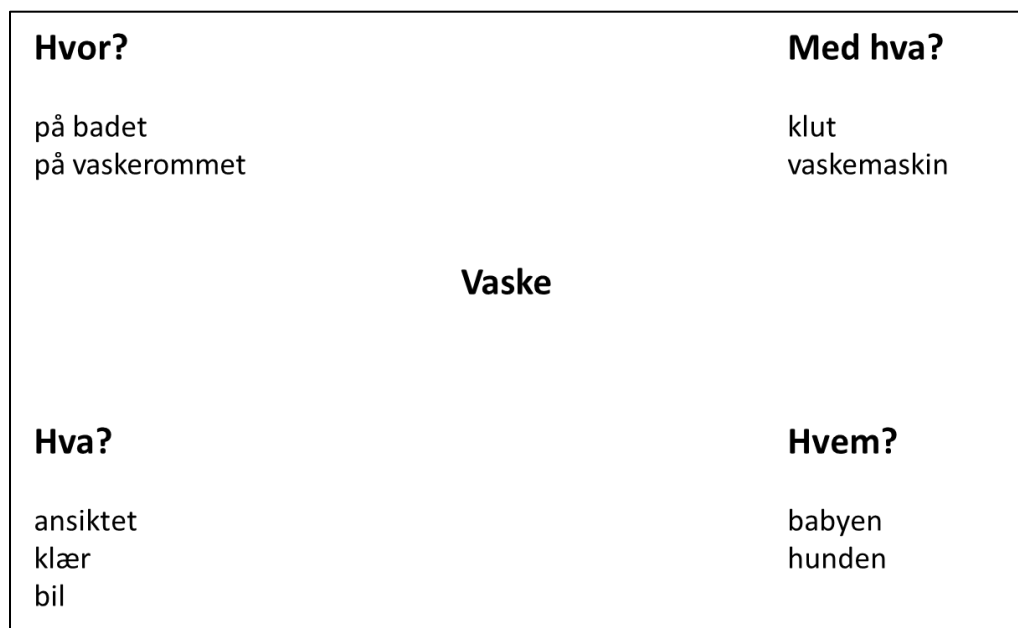 Hvor?
på badet
på vaskerommet
Med hva?
klut
vaskemaskin
Vaske
Hva?
ansiktet
klær
bil
Hvem?
babyen
hunden